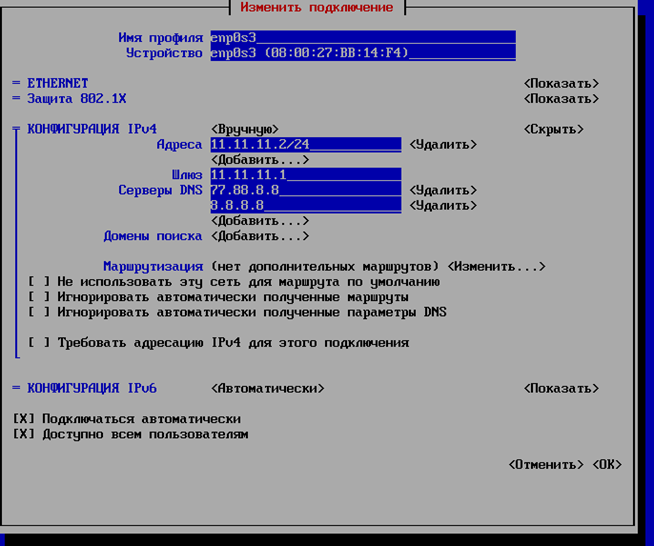 Изменить подключение
Имя профиля enp0s3
Устройство enp0s3 (08:00:27:BB:14:F4)
= ETHERNET <Показать>
= Защита 802.1X <Показать>
= КОНФИГУРАЦИЯ IPv4 <Вручную> <Скрыть>
Адреса 11.11.11.2/24 <Удалить>
<Добавить...>
Шлюз 11.11.11.1
Серверы DNS 77.88.8.8 <Удалить>
8.8.8.8 <Удалить>
<Добавить...>
Домены поиска <Добавить...>
Маршрутизация (нет дополнительных маршрутов) <Изменить...>
[ ] Не использовать эту сеть для маршрута по умолчанию
[ ] Игнорировать автоматически полученные маршруты
[ ] Игнорировать автоматически полученные параметры DNS
[ ] Требовать адресацию IPv4 для этого подключения
= КОНФИГУРАЦИЯ IPv6 <Автоматически> <Показать>
[X] Подключаться автоматически
[X] Доступно всем пользователям
<Отменить> <OK>